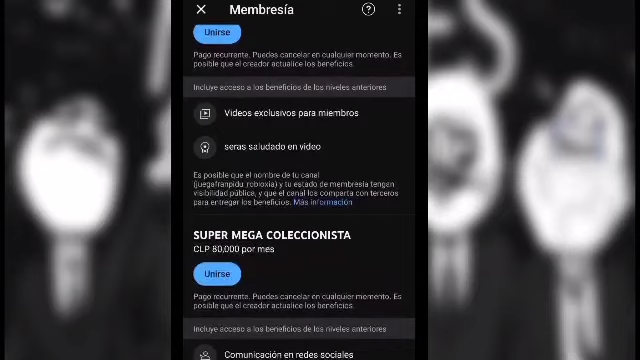 Membresía
Unirse
Pago recurrente. Puedes cancelar en cualquier momento. Es
posible que el creador actualice los beneficios.
Incluye acceso a los beneficios de los niveles anteriores
Videos exclusivos para miembros
seras saludado en video
Es posible que el nombre de tu canal
(juegafranpidu_robloxia) y tu estado de membresía tengan
visibilidad pública, y que el canal los comparta con terceros
para entregar los beneficios. Más información
SUPER MEGA COLECCIONISTA
CLP 80,000 por mes
Unirse
Pago recurrente. Puedes cancelar en cualquier momento. Es
posible que el creador actualice los beneficios.
Incluye acceso a los beneficios de los niveles anteriores
Comunicación en redes sociales